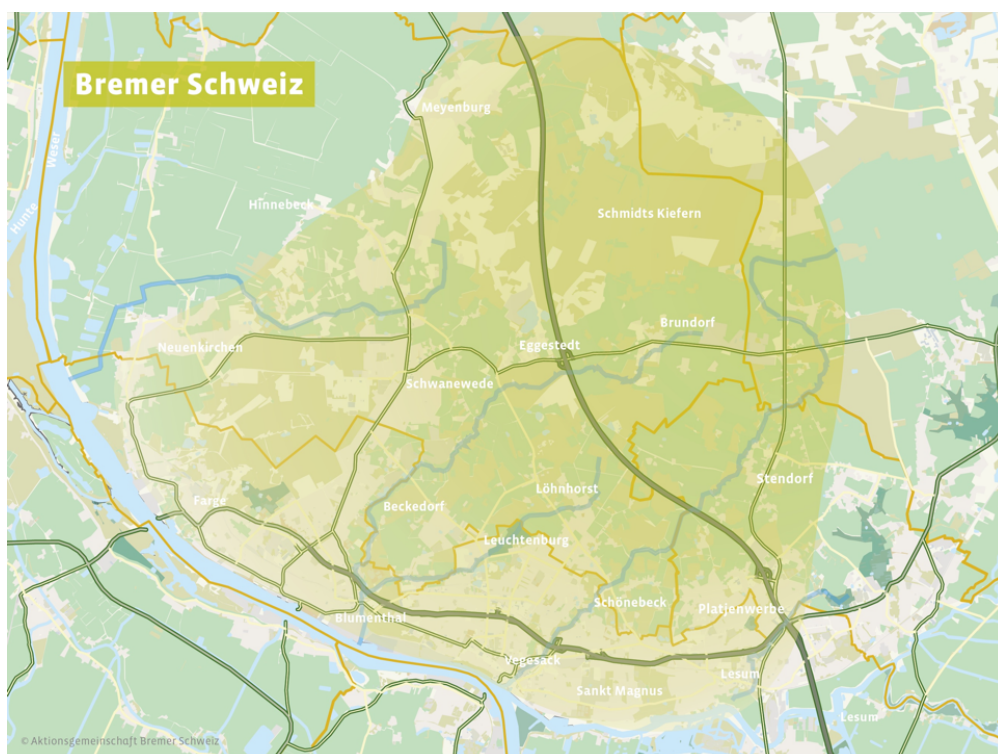 Bremer Schweiz
Meyenburg
Weser
Hunte
Hinnebeck
Schmidts Kiefern
Brundorf
Eggestedt
Neuenkirchen
Schwanewede
Stendorf
Löhnhorst
Farge
Beckedorf
Leuchtenburg
Schönebeck
Platjenwerbe
Blumenthal
Vegesack
Lesum
Sankt Magnus
Lesum
© Aktionsgemeinschaft Bremer Schweiz